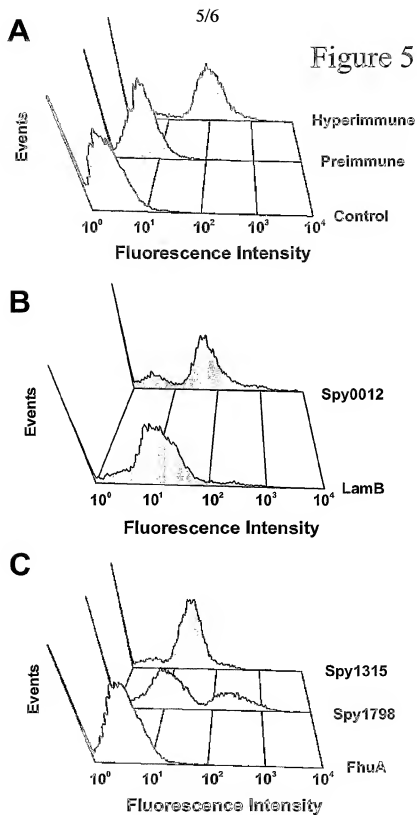 5/6
Figure 5
A
Events
Hyperimmune
Preimmune
Control
10⁰ 10¹ 10² 10³ 10⁴
Fluorescence Intensity
B
Events
Spy0012
LamB
10⁰ 10¹ 10² 10³ 10⁴
Fluorescence Intensity
C
Events
Spy1315
Spy1798
FhuA
10⁰ 10¹ 10² 10³ 10⁴
Fluorescence Intensity